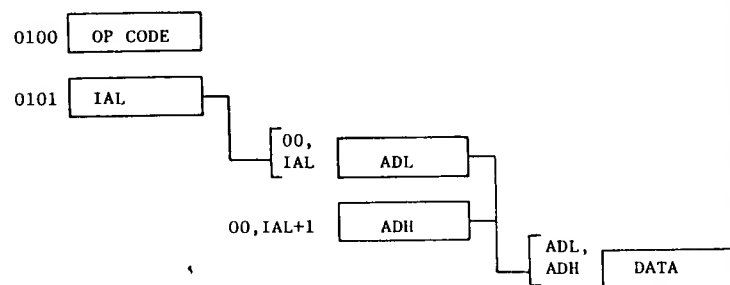 0100 OP CODE
0101 IAL
00,
IAL ADL
00,IAL+1 ADH
ADL,
ADH DATA